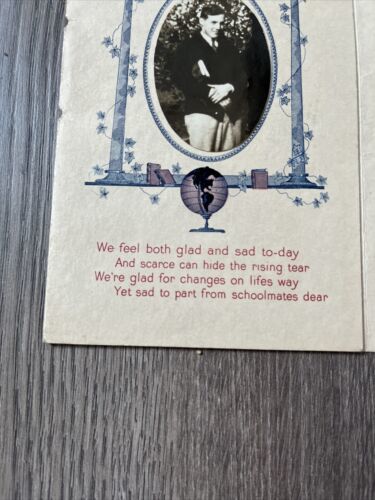 We feel both glad and sad to-day
And scarce can hide the rising tear
We're glad for changes on lifes way
Yet sad to part from schoolmates dear